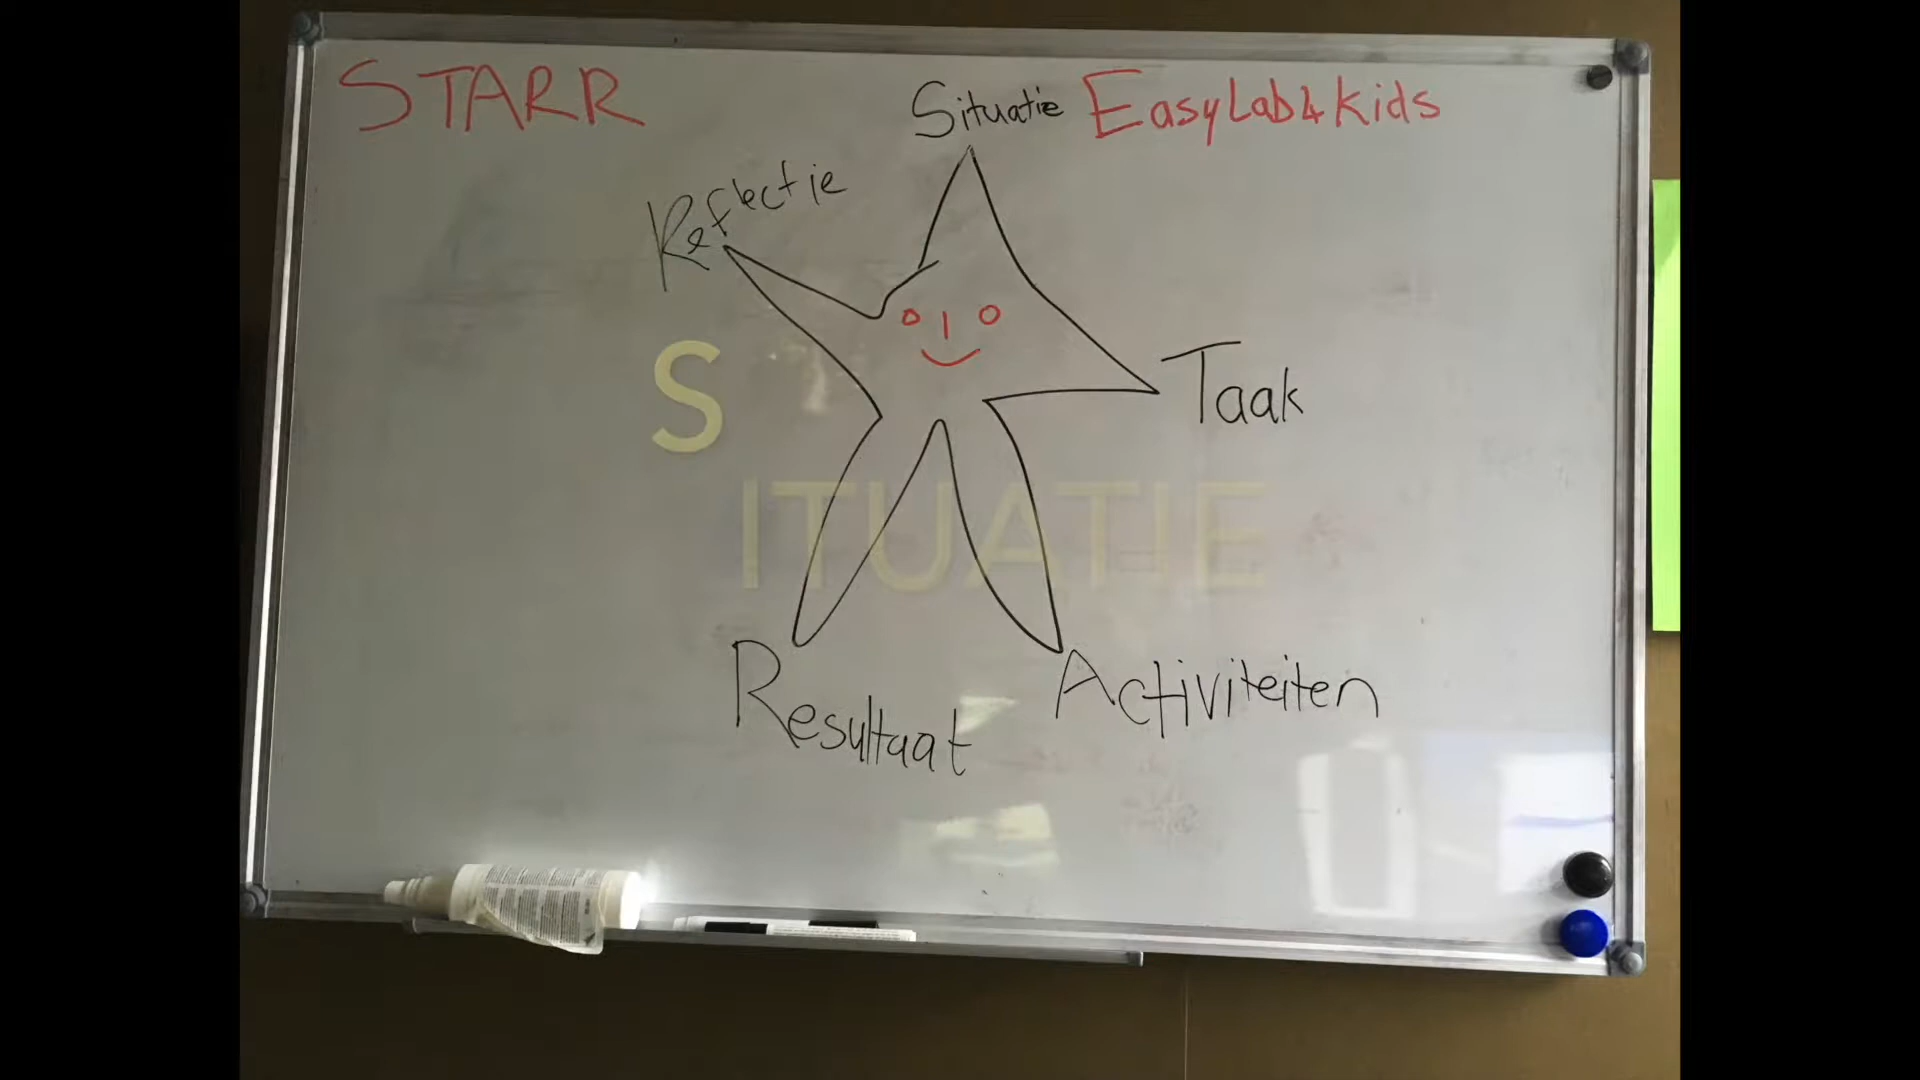 STARR
Situatie
EasyLab4kids
Reflectie
S
ITUATIE
Taak
Resultaat
Activiteiten